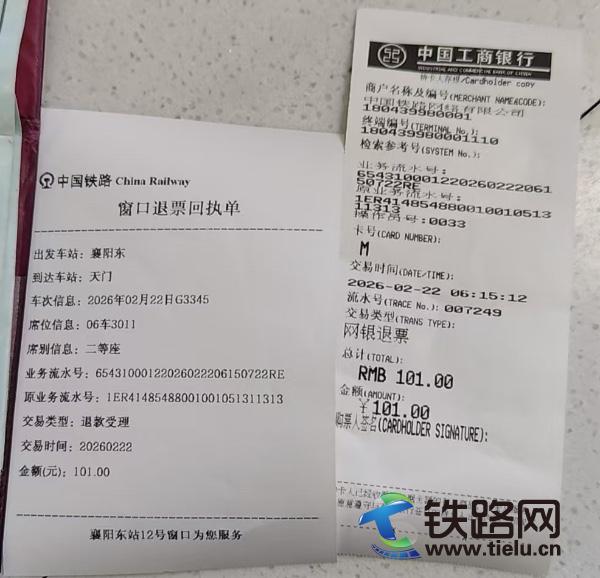 中国铁路 China Railway
窗口退票回执单
出发车站：襄阳东
到达车站：天门
车次信息：2026年02月22日G3345
席位信息：06车3011
席别信息：二等座
业务流水号：6543100012202602220615072​2RE
原业务流水号：1ER4148548800100105131​1313
交易类型：退款受理
交易时间：20260222
金额(元)：101.00
襄阳东站12号窗口为您服务
中国工商银行
INDUSTRIAL AND COMMERCIAL BANK OF CHINA
持卡人存根/Cardholder copy
商户名称及编号(MERCHANT NAME&CODE):
中国铁路网络有限公司
180439980001
终端编号(TERMINAL No.):
1804399800011​10
检索参考号(SYSTEM No.):
业务流水号:
654310001220260222061
50722RE
原业务流水号:
1ER414854880010010513
11313
操作员号:0033
卡号(CARD NUMBER):
M
交易时间(DATE/TIME):
2026-02-22 06:15:12
流水号(TRACE No.): 007249
交易类型(TRANS TYPE):
网银退票
总计(TOTAL):
RMB 101.00
金额(AMOUNT):
￥101.00
购票人签名(CARDHOLDER SIGNATURE):
铁路网
www.tielu.cn